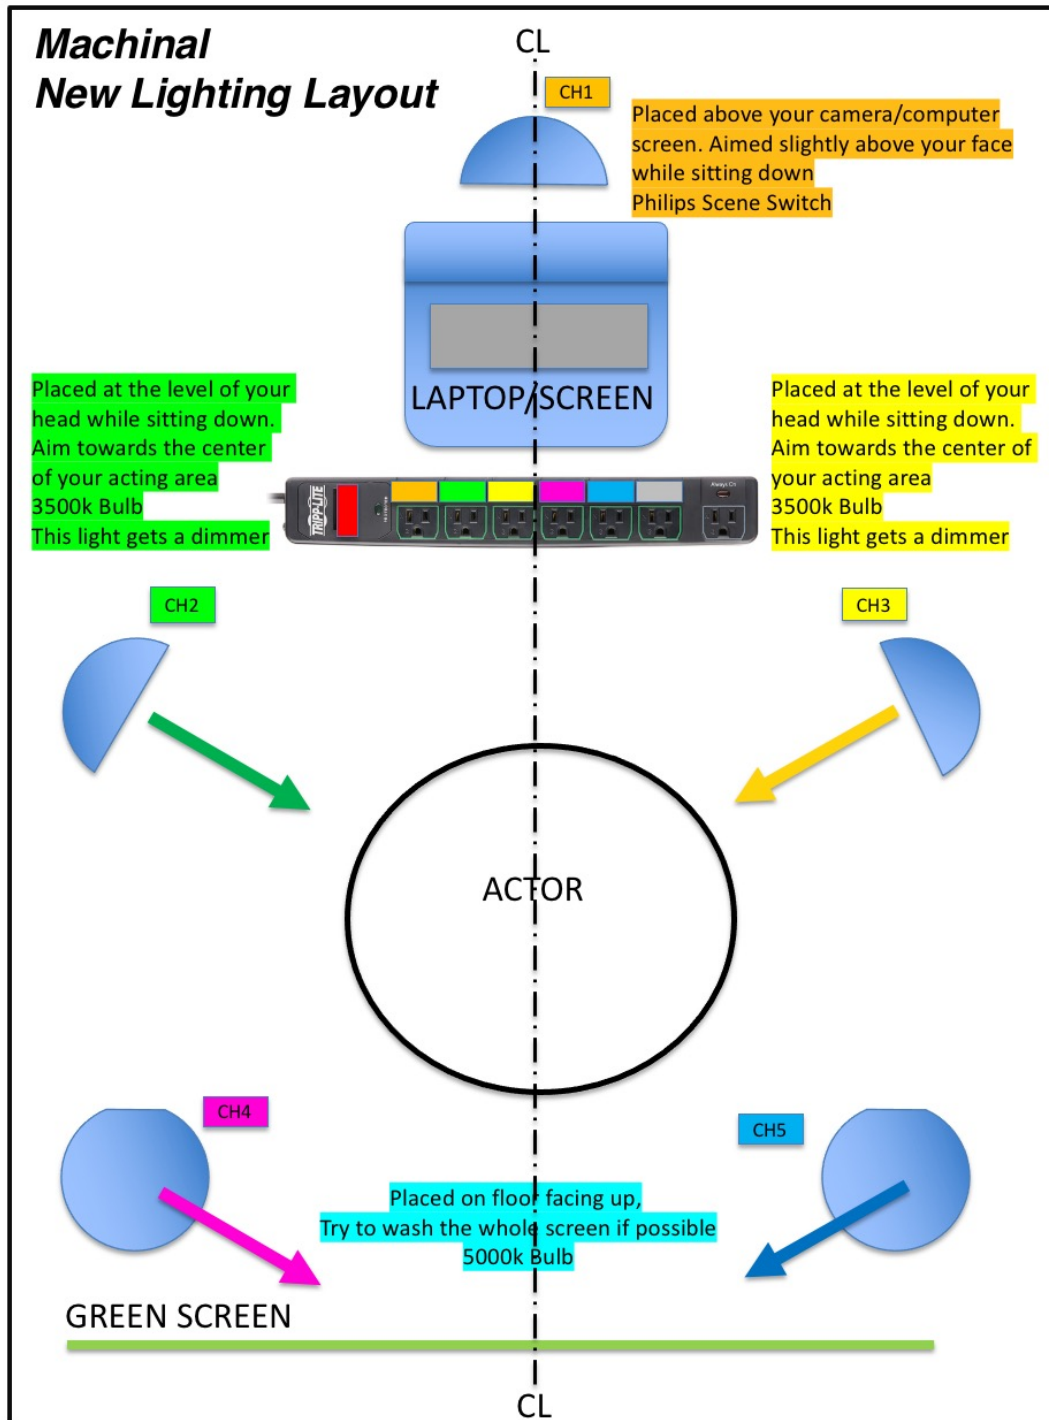 Machinal
New Lighting Layout
CL
CH1
Placed above your camera/computer
screen. Aimed slightly above your face
while sitting down
Philips Scene Switch
LAPTOP/SCREEN
Placed at the level of your
head while sitting down.
Aim towards the center
of your acting area
3500k Bulb
This light gets a dimmer
Placed at the level of your
head while sitting down.
Aim towards the center of
your acting area
3500k Bulb
This light gets a dimmer
TRIPP·LITE
Always On
CH2
CH3
ACTOR
CH4
CH5
Placed on floor facing up,
Try to wash the whole screen if possible
5000k Bulb
GREEN SCREEN
CL